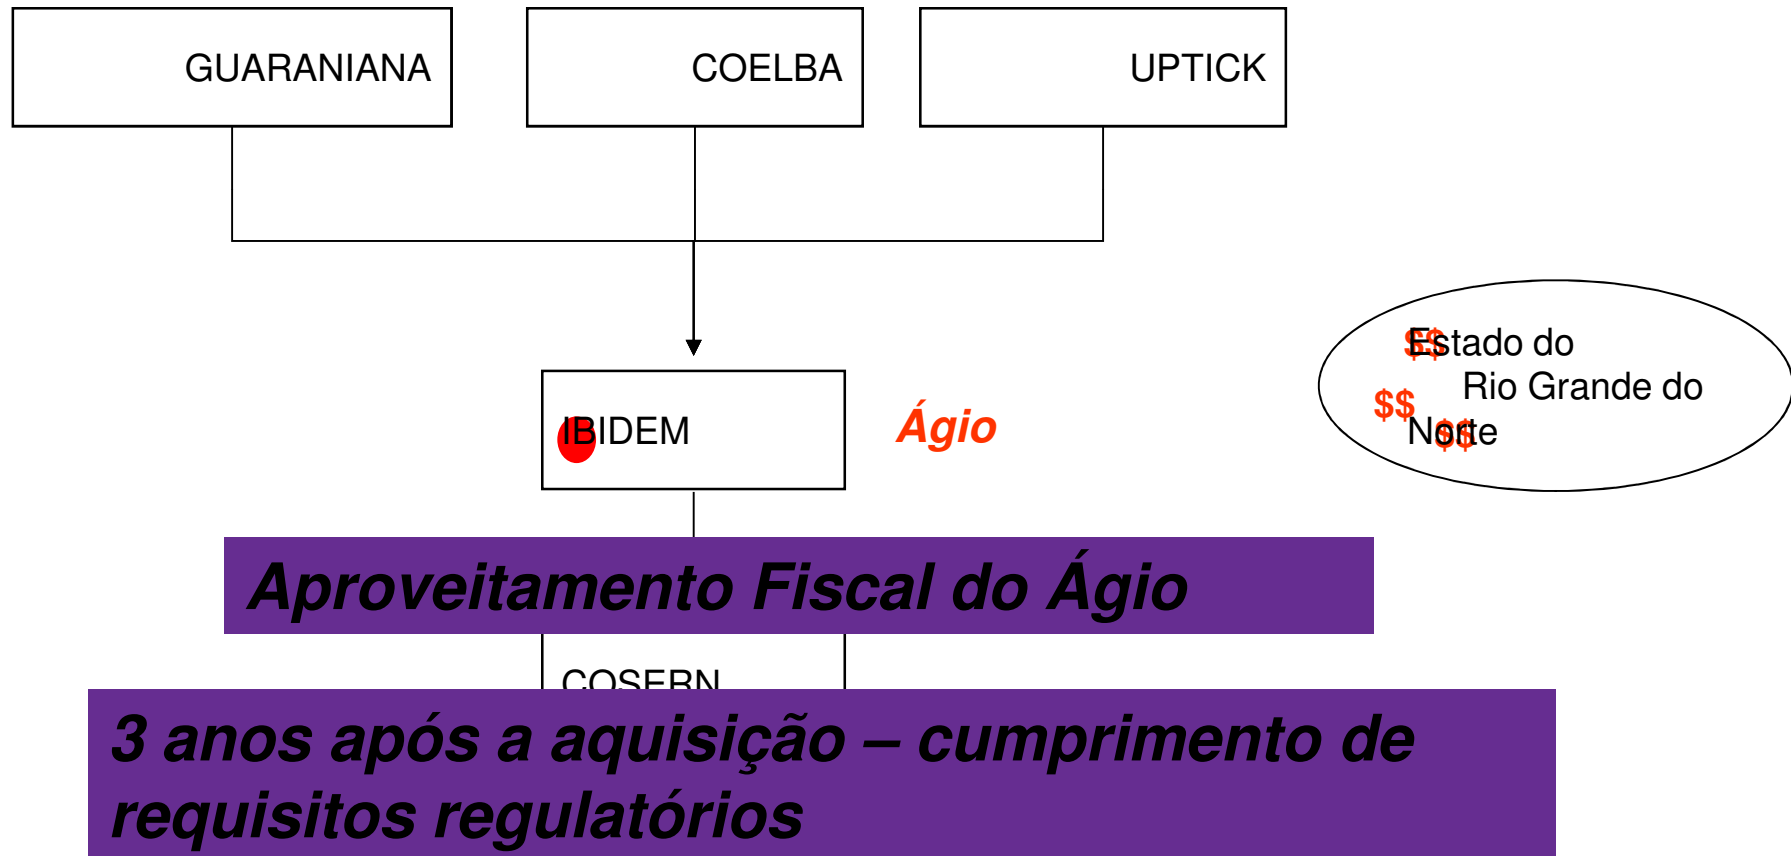 GUARANIANA
COELBA
UPTICK
$$
Estado do
Rio Grande do
$$
Norte
$$
IBIDEM
Ágio
Aproveitamento Fiscal do Ágio
COSERN
3 anos após a aquisição – cumprimento de
requisitos regulatórios